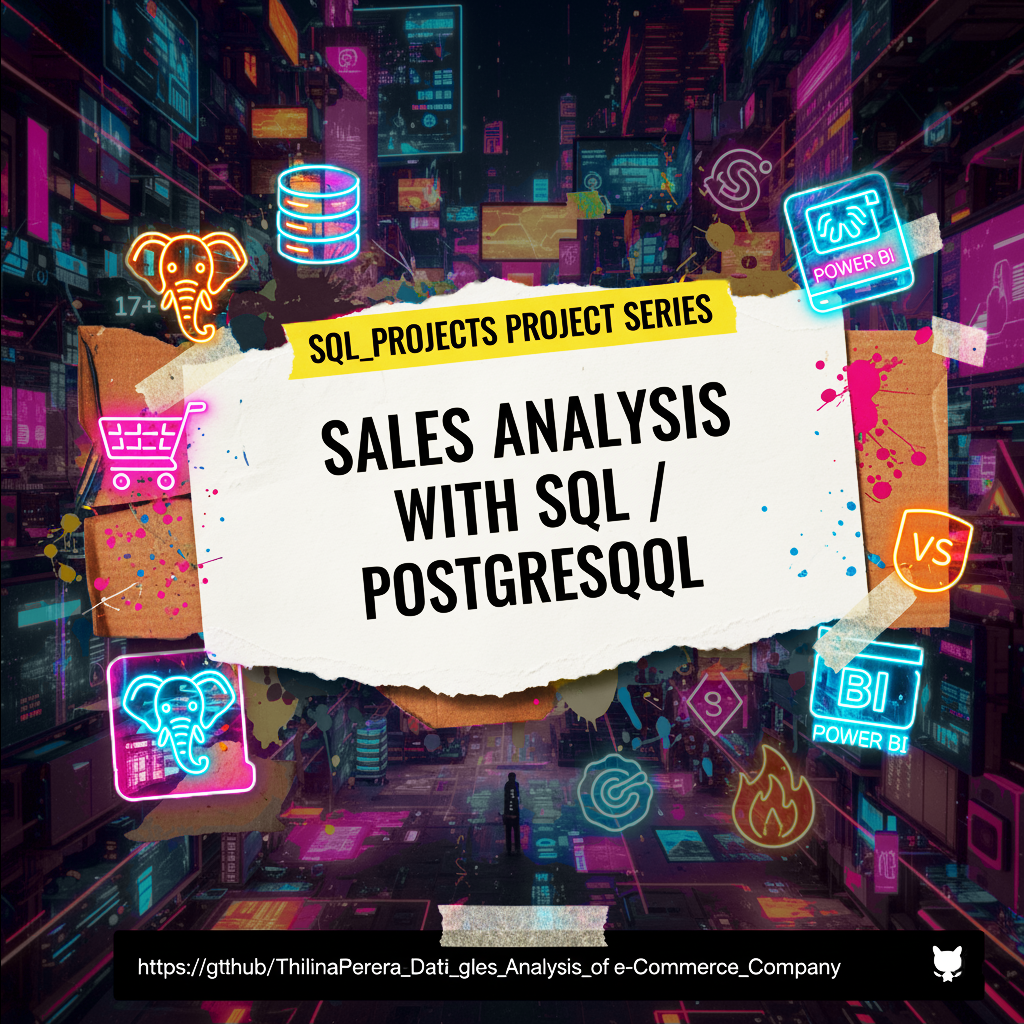 17+
POWER BI
SQL_PROJECTS PROJECT SERIES
SALES ANALYSIS
WITH SQL /
POSTGRESQQL
VS
BI
POWER BI
S
https://gtthub/ThilinaPerera_Dati_gles_Analysis_of e-Commerce_Company